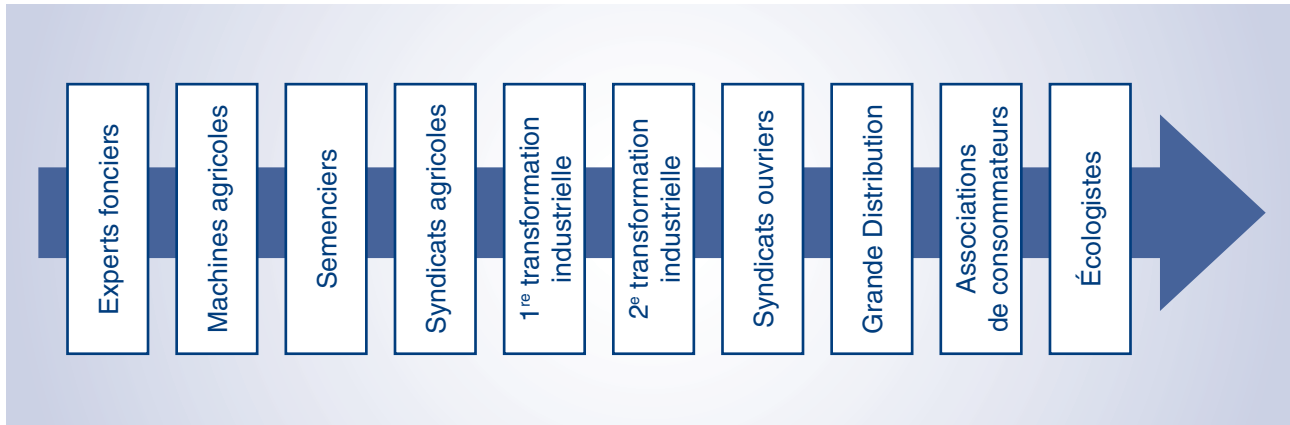 Experts fonciers
Machines agricoles
Semenciers
Syndicats agricoles
1re transformation
industrielle
2e transformation
industrielle
Syndicats ouvriers
Grande Distribution
Associations
de consommateurs
Écologistes